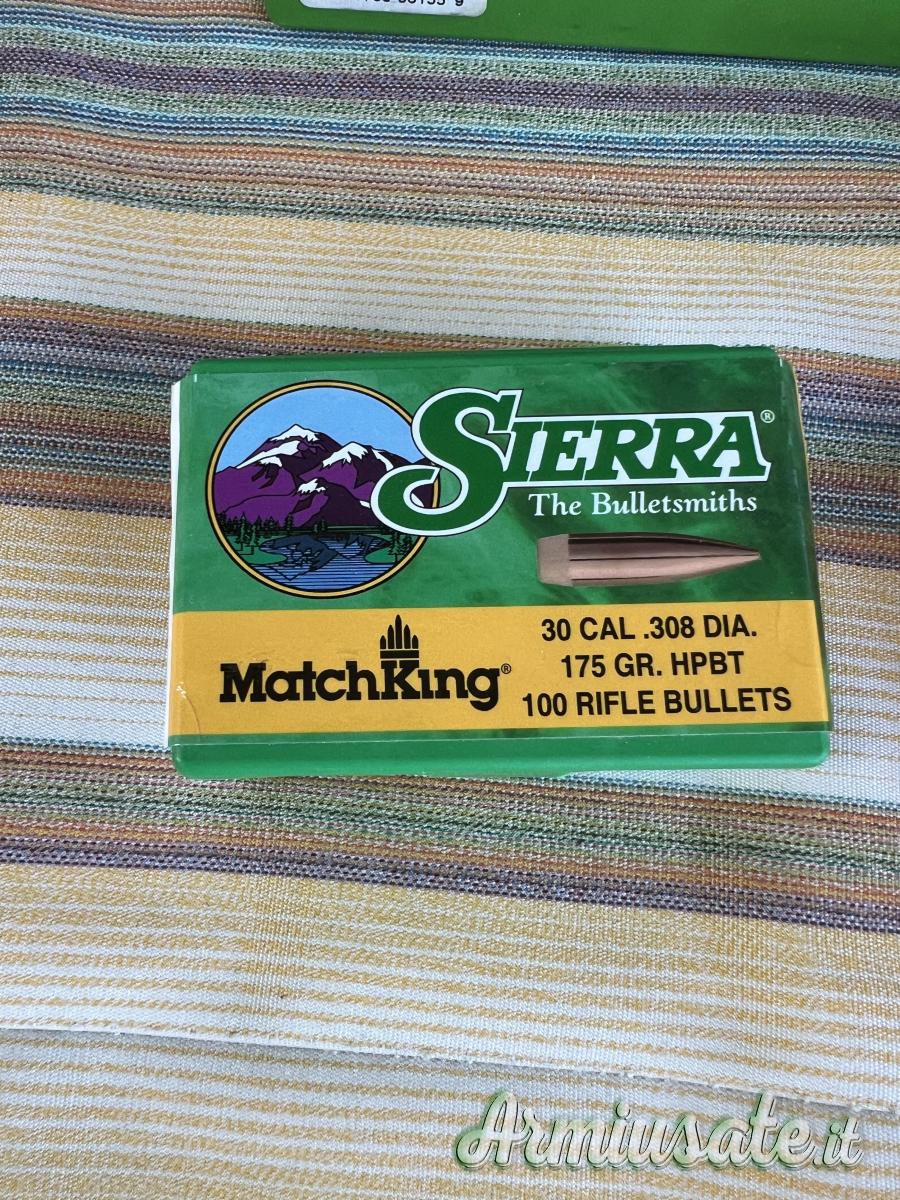 SIERRA®
The Bulletsmiths
MatchKing®
30 CAL .308 DIA.
175 GR. HPBT
100 RIFLE BULLETS
Armiusate.it